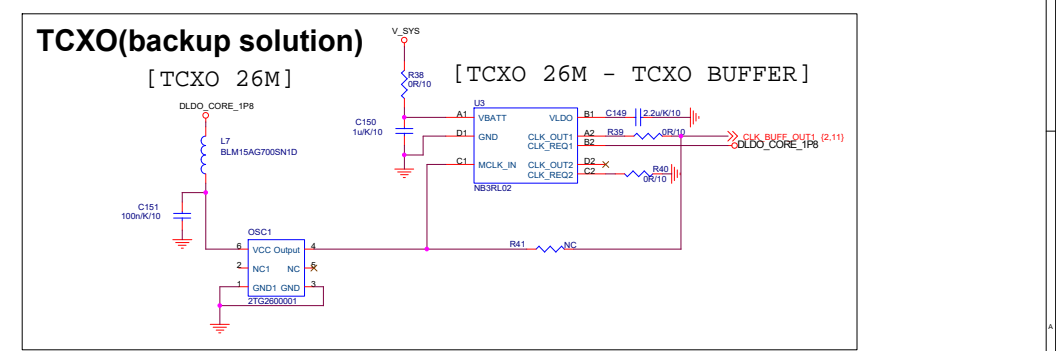 TCXO(backup solution)
V_SYS
[TCXO 26M]
[TCXO 26M - TCXO BUFFER]
R38
0R/10
DLDO_CORE_1P8
U3
C150
1u/K/10
A1 VBATT VLDO B1 C149 2.2u/K/10
D1 GND CLK_OUT1 A2 R39 0R/10 CLK_BUFF_OUT1 {2,11}
CLK_REQ1 B2 DLDO_CORE_1P8
L7
BLM15AG700SN1D
C1 MCLK_IN CLK_OUT2 D2
CLK_REQ2 C2 R40
0R/10
NB3RL02
C151
100n/K/10
OSC1
6 VCC Output 4 R41 NC
2 NC1 NC 5
1 GND1 GND 3
2TG2600001
A